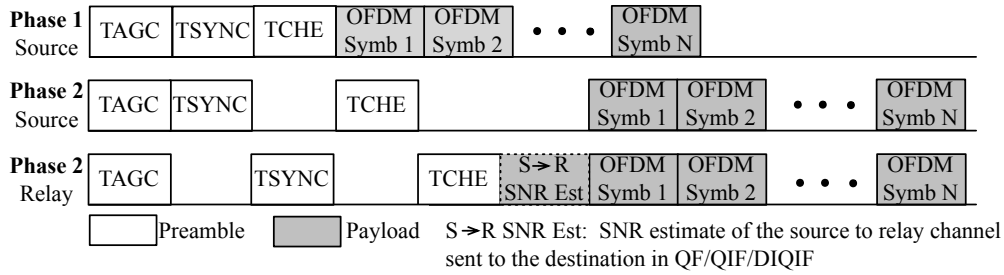 Phase 1
Source
TAGC TSYNC TCHE OFDM Symb 1 OFDM Symb 2 • • • OFDM Symb N
Phase 2
Source
TAGC TSYNC TCHE OFDM Symb 1 OFDM Symb 2 • • • OFDM Symb N
Phase 2
Relay
TAGC TSYNC TCHE S→R SNR Est OFDM Symb 1 OFDM Symb 2 • • • OFDM Symb N
Preamble Payload S→R SNR Est: SNR estimate of the source to relay channel
sent to the destination in QF/QIF/DIQIF